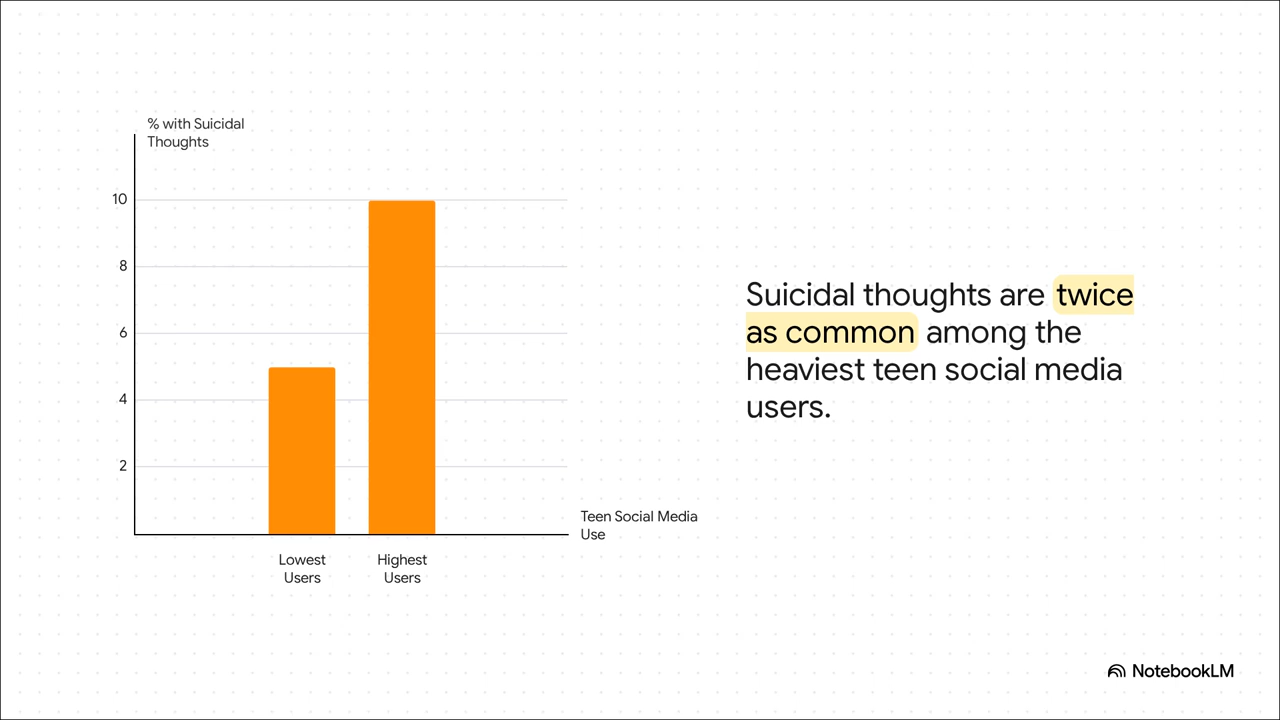 % with Suicidal
Thoughts
10
8
6
4
2
Teen Social Media
Use
Lowest
Users
Highest
Users
Suicidal thoughts are twice
as common among the
heaviest teen social media
users.
NotebookLM